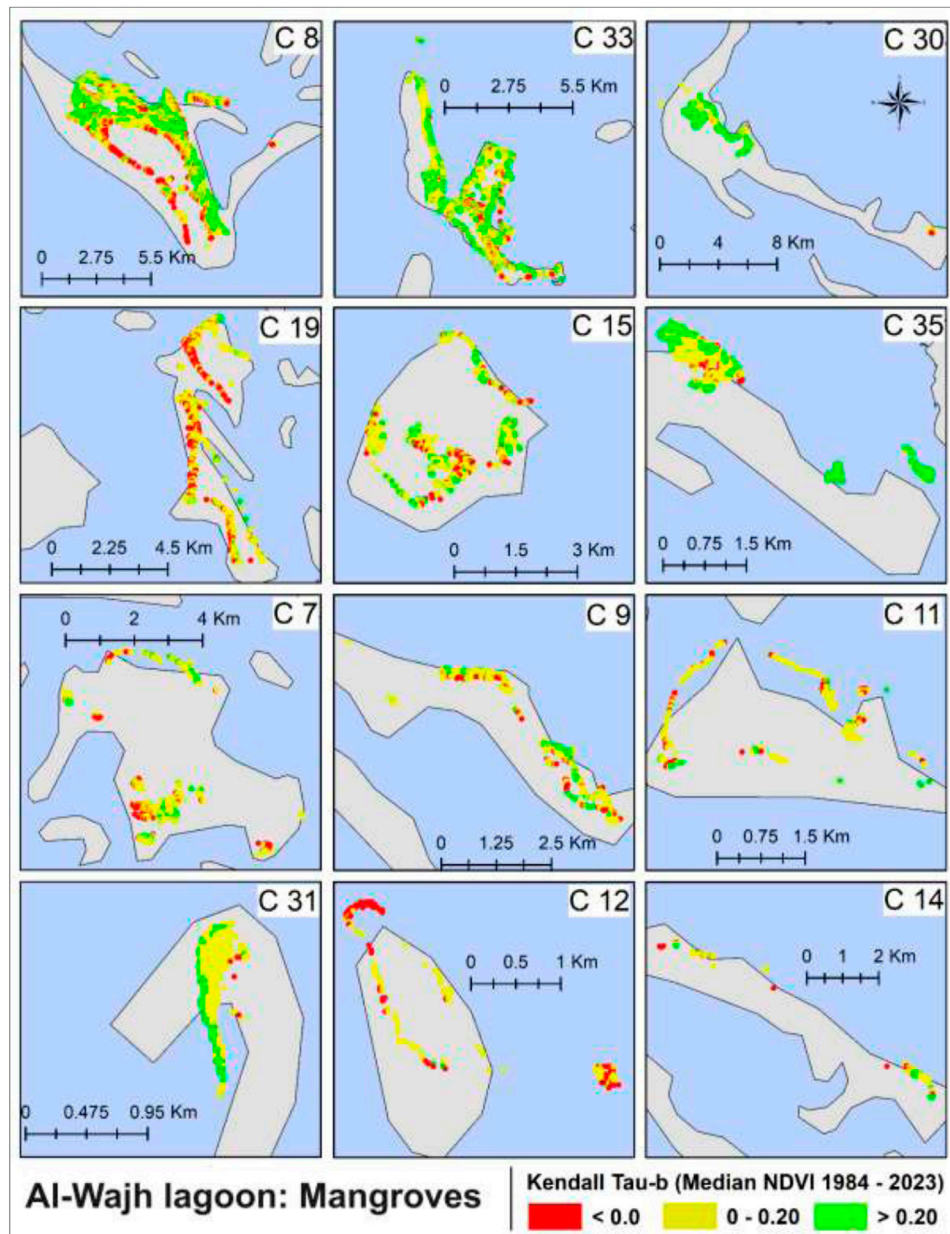 C 8
0 2.75 5.5 Km
C 33
0 2.75 5.5 Km
C 30
0 4 8 Km
C 19
0 2.25 4.5 Km
C 15
0 1.5 3 Km
C 35
0 0.75 1.5 Km
C 7
0 2 4 Km
C 9
0 1.25 2.5 Km
C 11
0 0.75 1.5 Km
C 31
0 0.475 0.95 Km
C 12
0 0.5 1 Km
C 14
0 1 2 Km
Al-Wajh lagoon: Mangroves
Kendall Tau-b (Median NDVI 1984 - 2023)
< 0.0 0 - 0.20 > 0.20